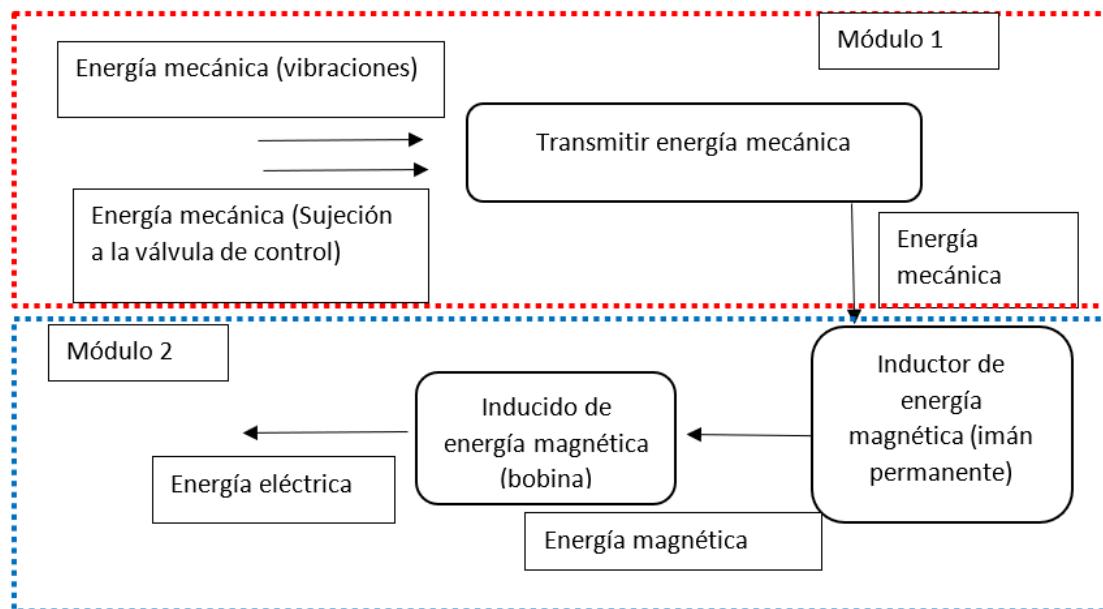 Módulo 1
Energía mecánica (vibraciones)
Transmitir energía mecánica
Energía mecánica (Sujeción
a la válvula de control)
Energía
mecánica
Módulo 2
Inductor de
energía
magnética (imán
permanente)
Inducido de
energía magnética
(bobina)
Energía eléctrica
Energía magnética